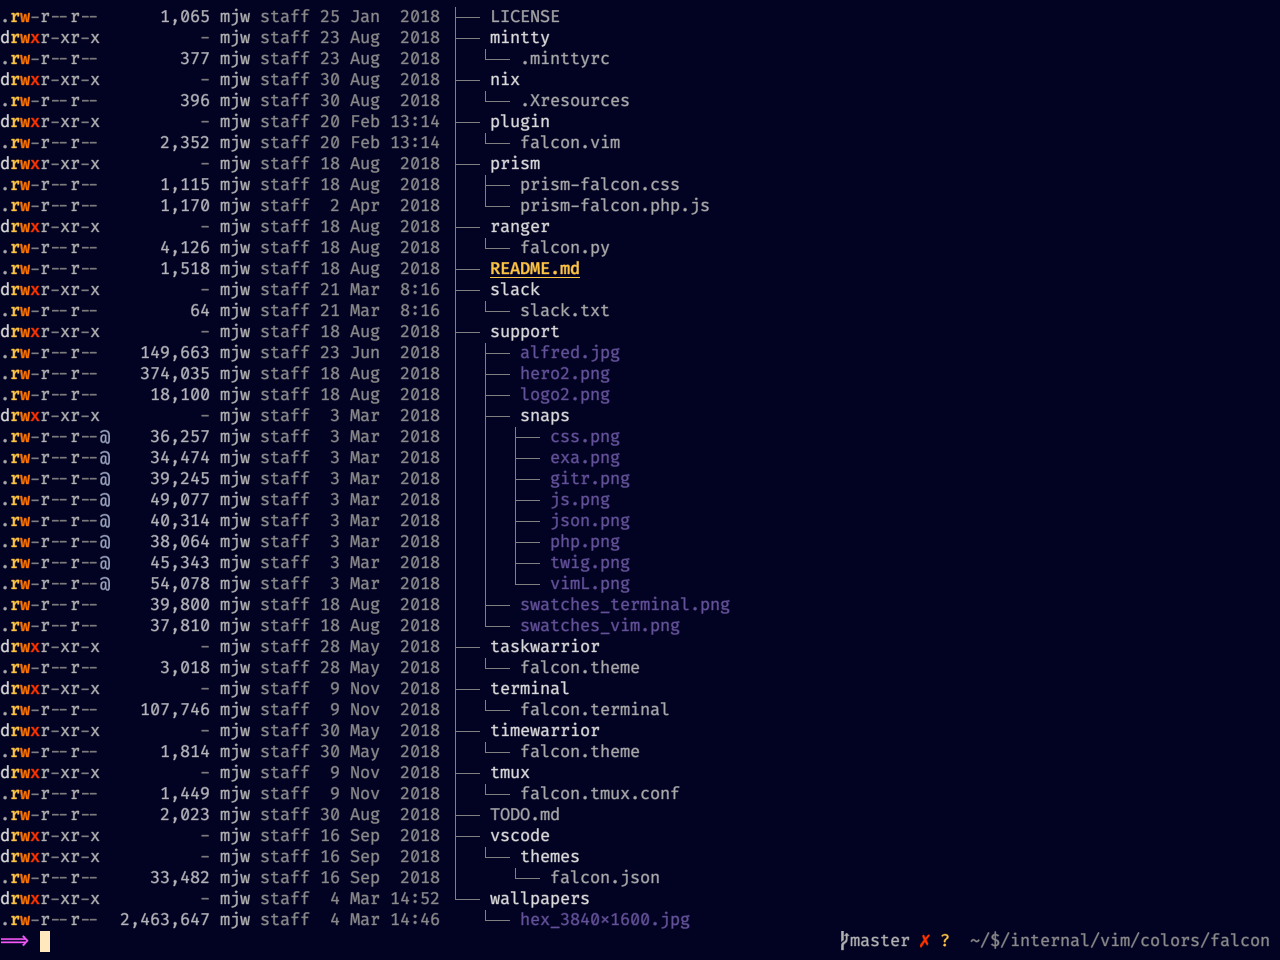 .rw-r--r-- 1,065 mjw staff 25 Jan 2018 ├── LICENSE
drwxr-xr-x - mjw staff 23 Aug 2018 ├── mintty
.rw-r--r-- 377 mjw staff 23 Aug 2018 │ └── .minttyrc
drwxr-xr-x - mjw staff 30 Aug 2018 ├── nix
.rw-r--r-- 396 mjw staff 30 Aug 2018 │ └── .Xresources
drwxr-xr-x - mjw staff 20 Feb 13:14 ├── plugin
.rw-r--r-- 2,352 mjw staff 20 Feb 13:14 │ └── falcon.vim
drwxr-xr-x - mjw staff 18 Aug 2018 ├── prism
.rw-r--r-- 1,115 mjw staff 18 Aug 2018 │ ├── prism-falcon.css
.rw-r--r-- 1,170 mjw staff 2 Apr 2018 │ └── prism-falcon.php.js
drwxr-xr-x - mjw staff 18 Aug 2018 ├── ranger
.rw-r--r-- 4,126 mjw staff 18 Aug 2018 │ └── falcon.py
.rw-r--r-- 1,518 mjw staff 18 Aug 2018 ├── README.md
drwxr-xr-x - mjw staff 21 Mar 8:16 ├── slack
.rw-r--r-- 64 mjw staff 21 Mar 8:16 │ └── slack.txt
drwxr-xr-x - mjw staff 18 Aug 2018 ├── support
.rw-r--r-- 149,663 mjw staff 23 Jun 2018 │ ├── alfred.jpg
.rw-r--r-- 374,035 mjw staff 18 Aug 2018 │ ├── hero2.png
.rw-r--r-- 18,100 mjw staff 18 Aug 2018 │ ├── logo2.png
drwxr-xr-x - mjw staff 3 Mar 2018 │ ├── snaps
.rw-r--r--@ 36,257 mjw staff 3 Mar 2018 │ │ ├── css.png
.rw-r--r--@ 34,474 mjw staff 3 Mar 2018 │ │ ├── exa.png
.rw-r--r--@ 39,245 mjw staff 3 Mar 2018 │ │ ├── gitr.png
.rw-r--r--@ 49,077 mjw staff 3 Mar 2018 │ │ ├── js.png
.rw-r--r--@ 40,314 mjw staff 3 Mar 2018 │ │ ├── json.png
.rw-r--r--@ 38,064 mjw staff 3 Mar 2018 │ │ ├── php.png
.rw-r--r--@ 45,343 mjw staff 3 Mar 2018 │ │ ├── twig.png
.rw-r--r--@ 54,078 mjw staff 3 Mar 2018 │ │ └── vimL.png
.rw-r--r-- 39,800 mjw staff 18 Aug 2018 │ ├── swatches_terminal.png
.rw-r--r-- 37,810 mjw staff 18 Aug 2018 │ └── swatches_vim.png
drwxr-xr-x - mjw staff 28 May 2018 ├── taskwarrior
.rw-r--r-- 3,018 mjw staff 28 May 2018 │ └── falcon.theme
drwxr-xr-x - mjw staff 9 Nov 2018 ├── terminal
.rw-r--r-- 107,746 mjw staff 9 Nov 2018 │ └── falcon.terminal
drwxr-xr-x - mjw staff 30 May 2018 ├── timewarrior
.rw-r--r-- 1,814 mjw staff 30 May 2018 │ └── falcon.theme
drwxr-xr-x - mjw staff 9 Nov 2018 ├── tmux
.rw-r--r-- 1,449 mjw staff 9 Nov 2018 │ └── falcon.tmux.conf
.rw-r--r-- 2,023 mjw staff 30 Aug 2018 ├── TODO.md
drwxr-xr-x - mjw staff 16 Sep 2018 ├── vscode
drwxr-xr-x - mjw staff 16 Sep 2018 │ └── themes
.rw-r--r-- 33,482 mjw staff 16 Sep 2018 │ └── falcon.json
drwxr-xr-x - mjw staff 4 Mar 14:52 └── wallpapers
.rw-r--r-- 2,463,647 mjw staff 4 Mar 14:46 └── hex_3840×1600.jpg
⟹ master ✗ ? ~/$/internal/vim/colors/falcon